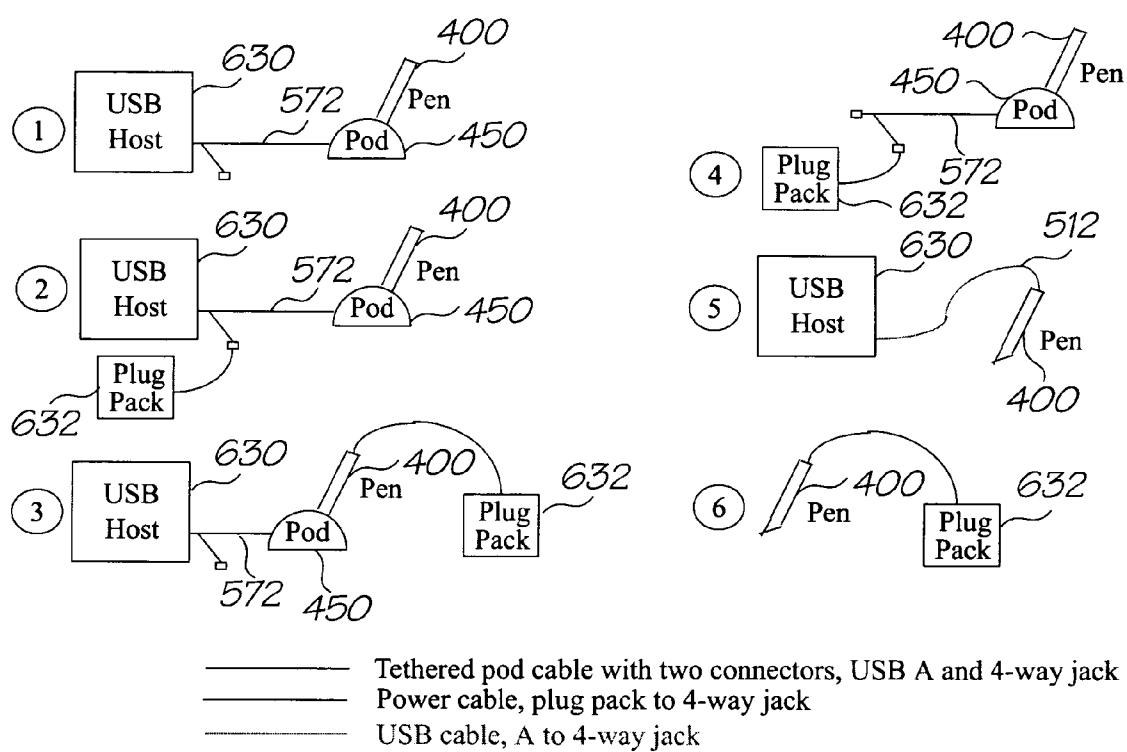 1
USB
Host
630
572
Pod
Pen
400
450
2
USB
Host
630
572
Pod
Pen
400
450
Plug
Pack
632
3
USB
Host
630
572
Pod
450
Pen
400
Plug
Pack
632
4
Plug
Pack
632
572
450
Pod
400
Pen
5
USB
Host
630
512
Pen
400
6
400
Pen
Plug
Pack
632
Tethered pod cable with two connectors, USB A and 4-way jack
Power cable, plug pack to 4-way jack
USB cable, A to 4-way jack